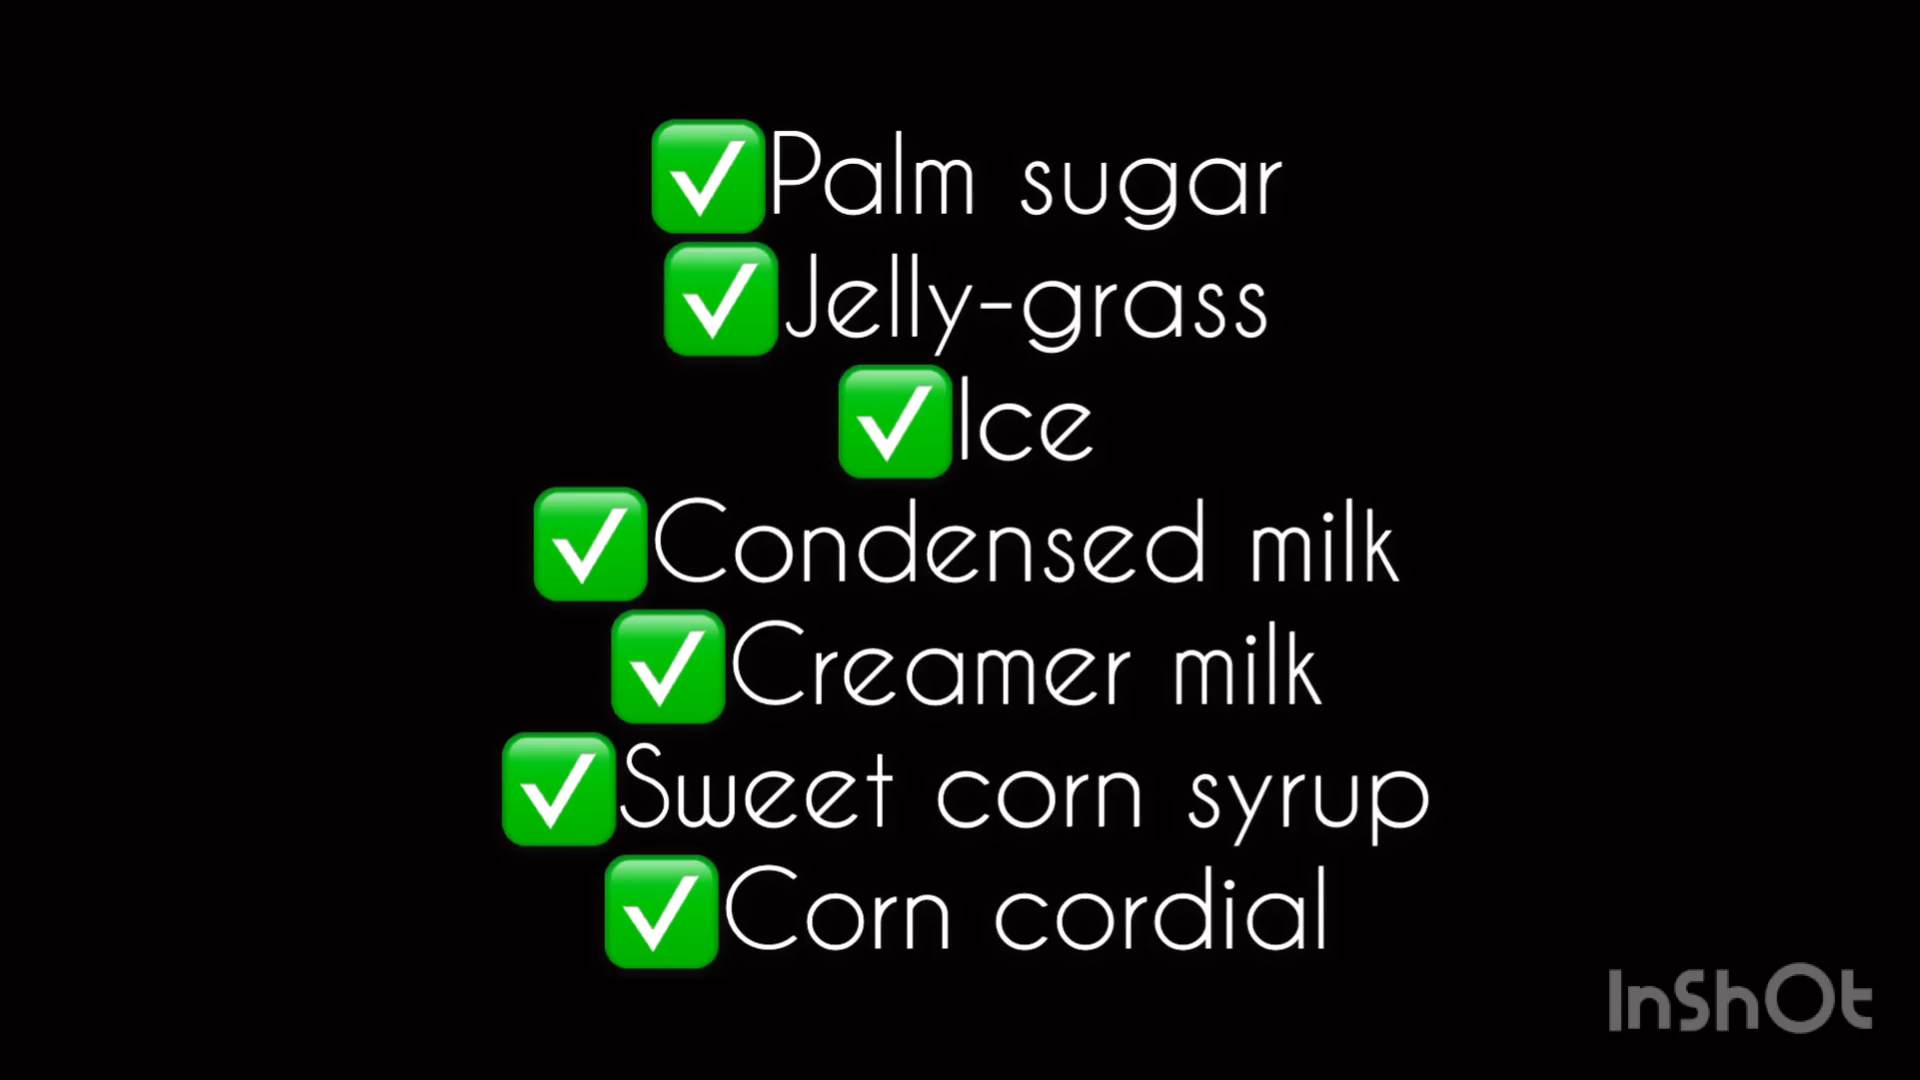 ✅Palm sugar
✅Jelly-grass
✅Ice
✅Condensed milk
✅Creamer milk
✅Sweet corn syrup
✅Corn cordial
InShOt